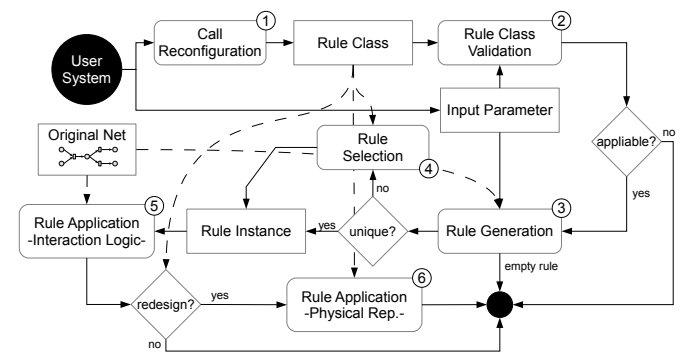 1
2
Call
Reconfiguration
Rule Class
Rule Class
Validation
User
System
Input Parameter
Original Net
Rule
Selection
4
appliable?
no
yes
no
5
3
Rule Application
-Interaction Logic-
Rule Instance
yes
unique?
Rule Generation
6
empty rule
redesign?
yes
Rule Application
-Physical Rep.-
no